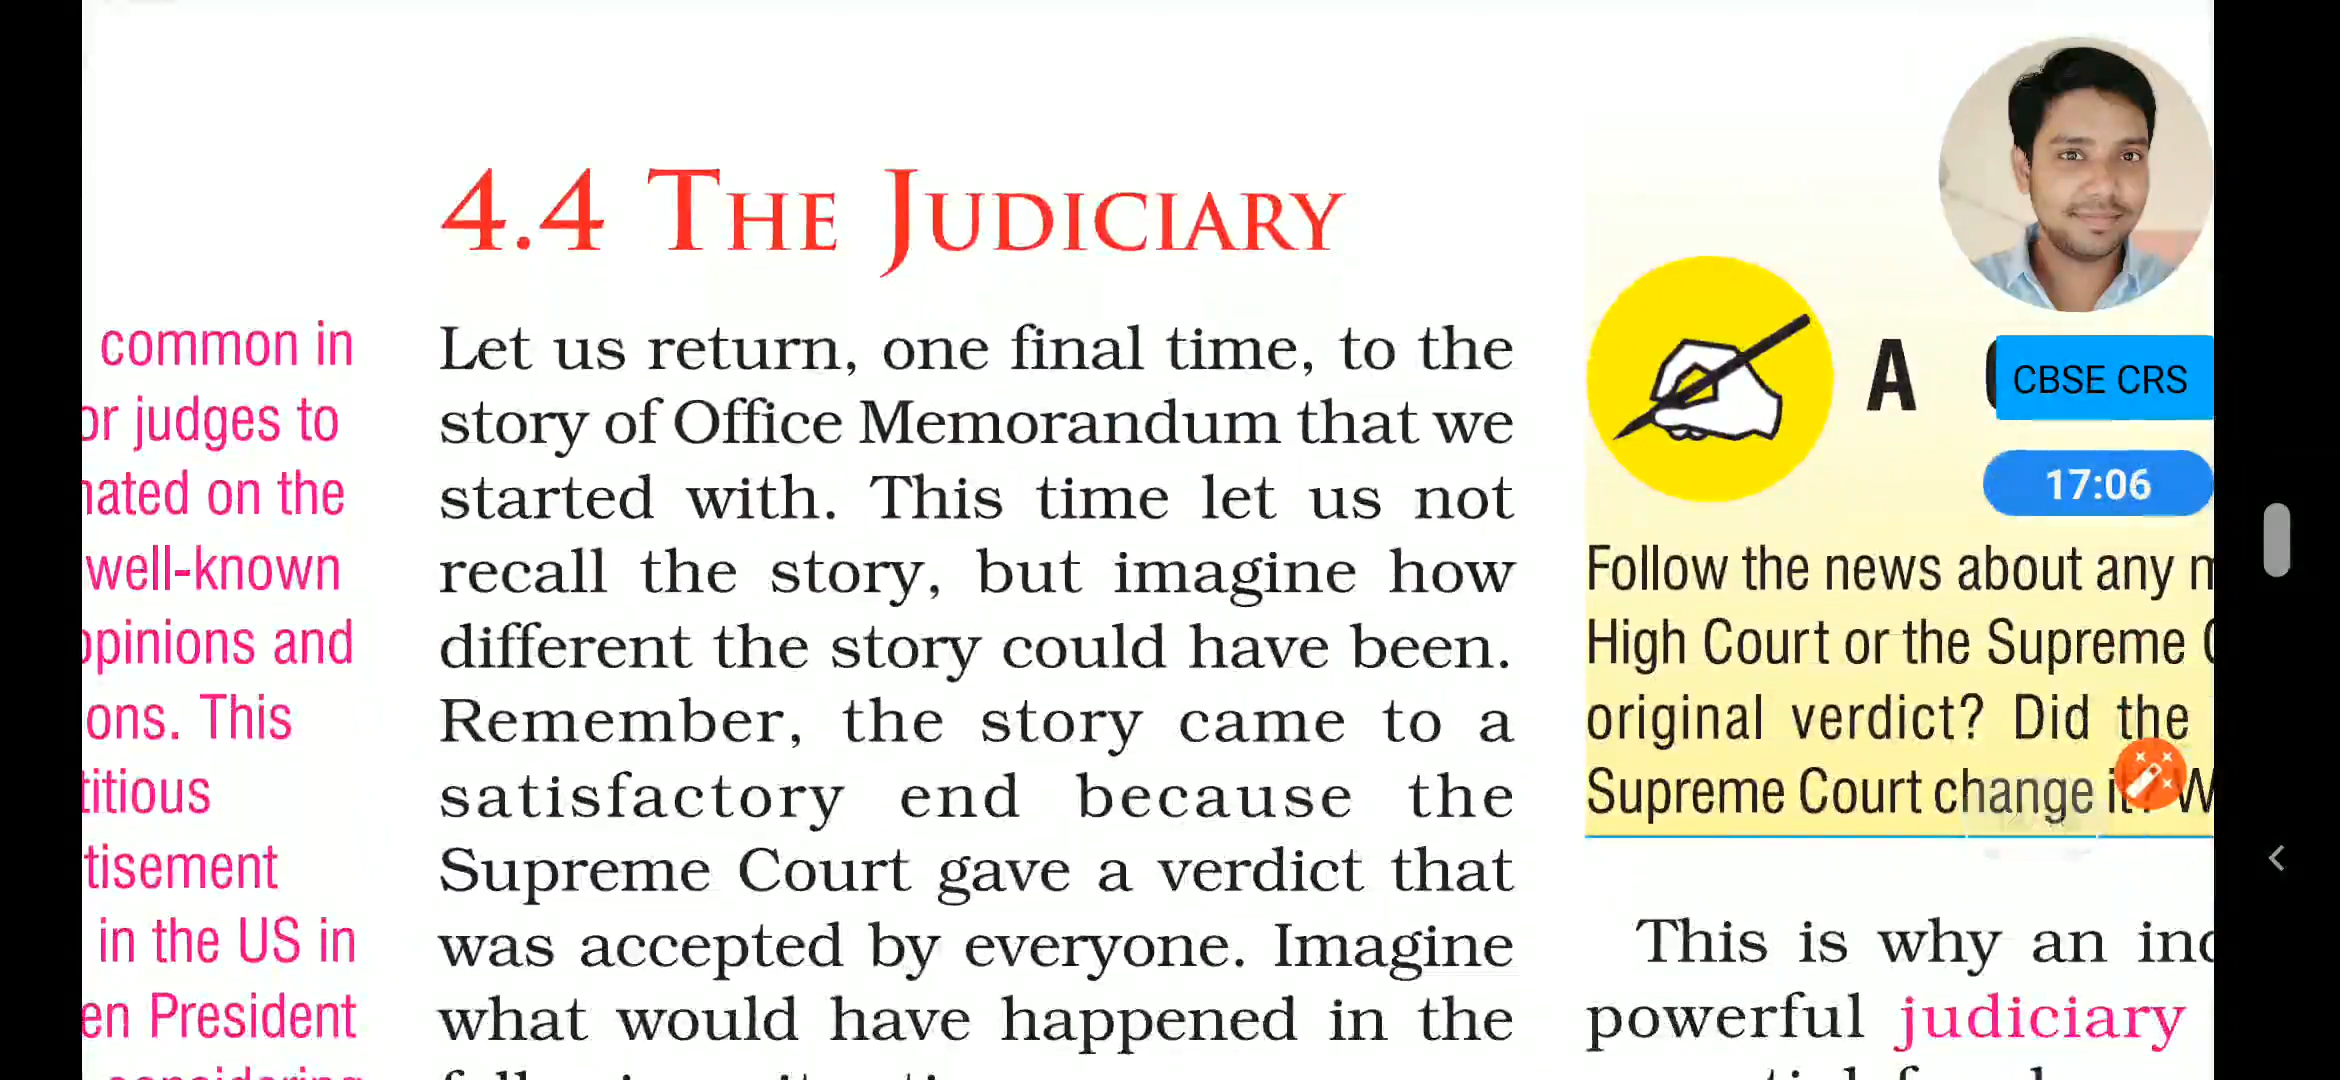 4.4 THE JUDICIARY
common in
or judges to
on the
well-known
opinions and
This
tisement
in the US in
President
considering
Let us return, one final time, to the
story of Office Memorandum that we
started with. This time let us not
recall the story, but imagine how
different the story could have been.
Remember, the story came to a
satisfactory end because the
Supreme Court gave a verdict that
was accepted by everyone. Imagine
what would have happened in the
A
CBSE CRS
17:06
Follow the news about any
High Court or the Supreme
original verdict? Did the
Supreme Court change it?
This is why an
powerful judiciary